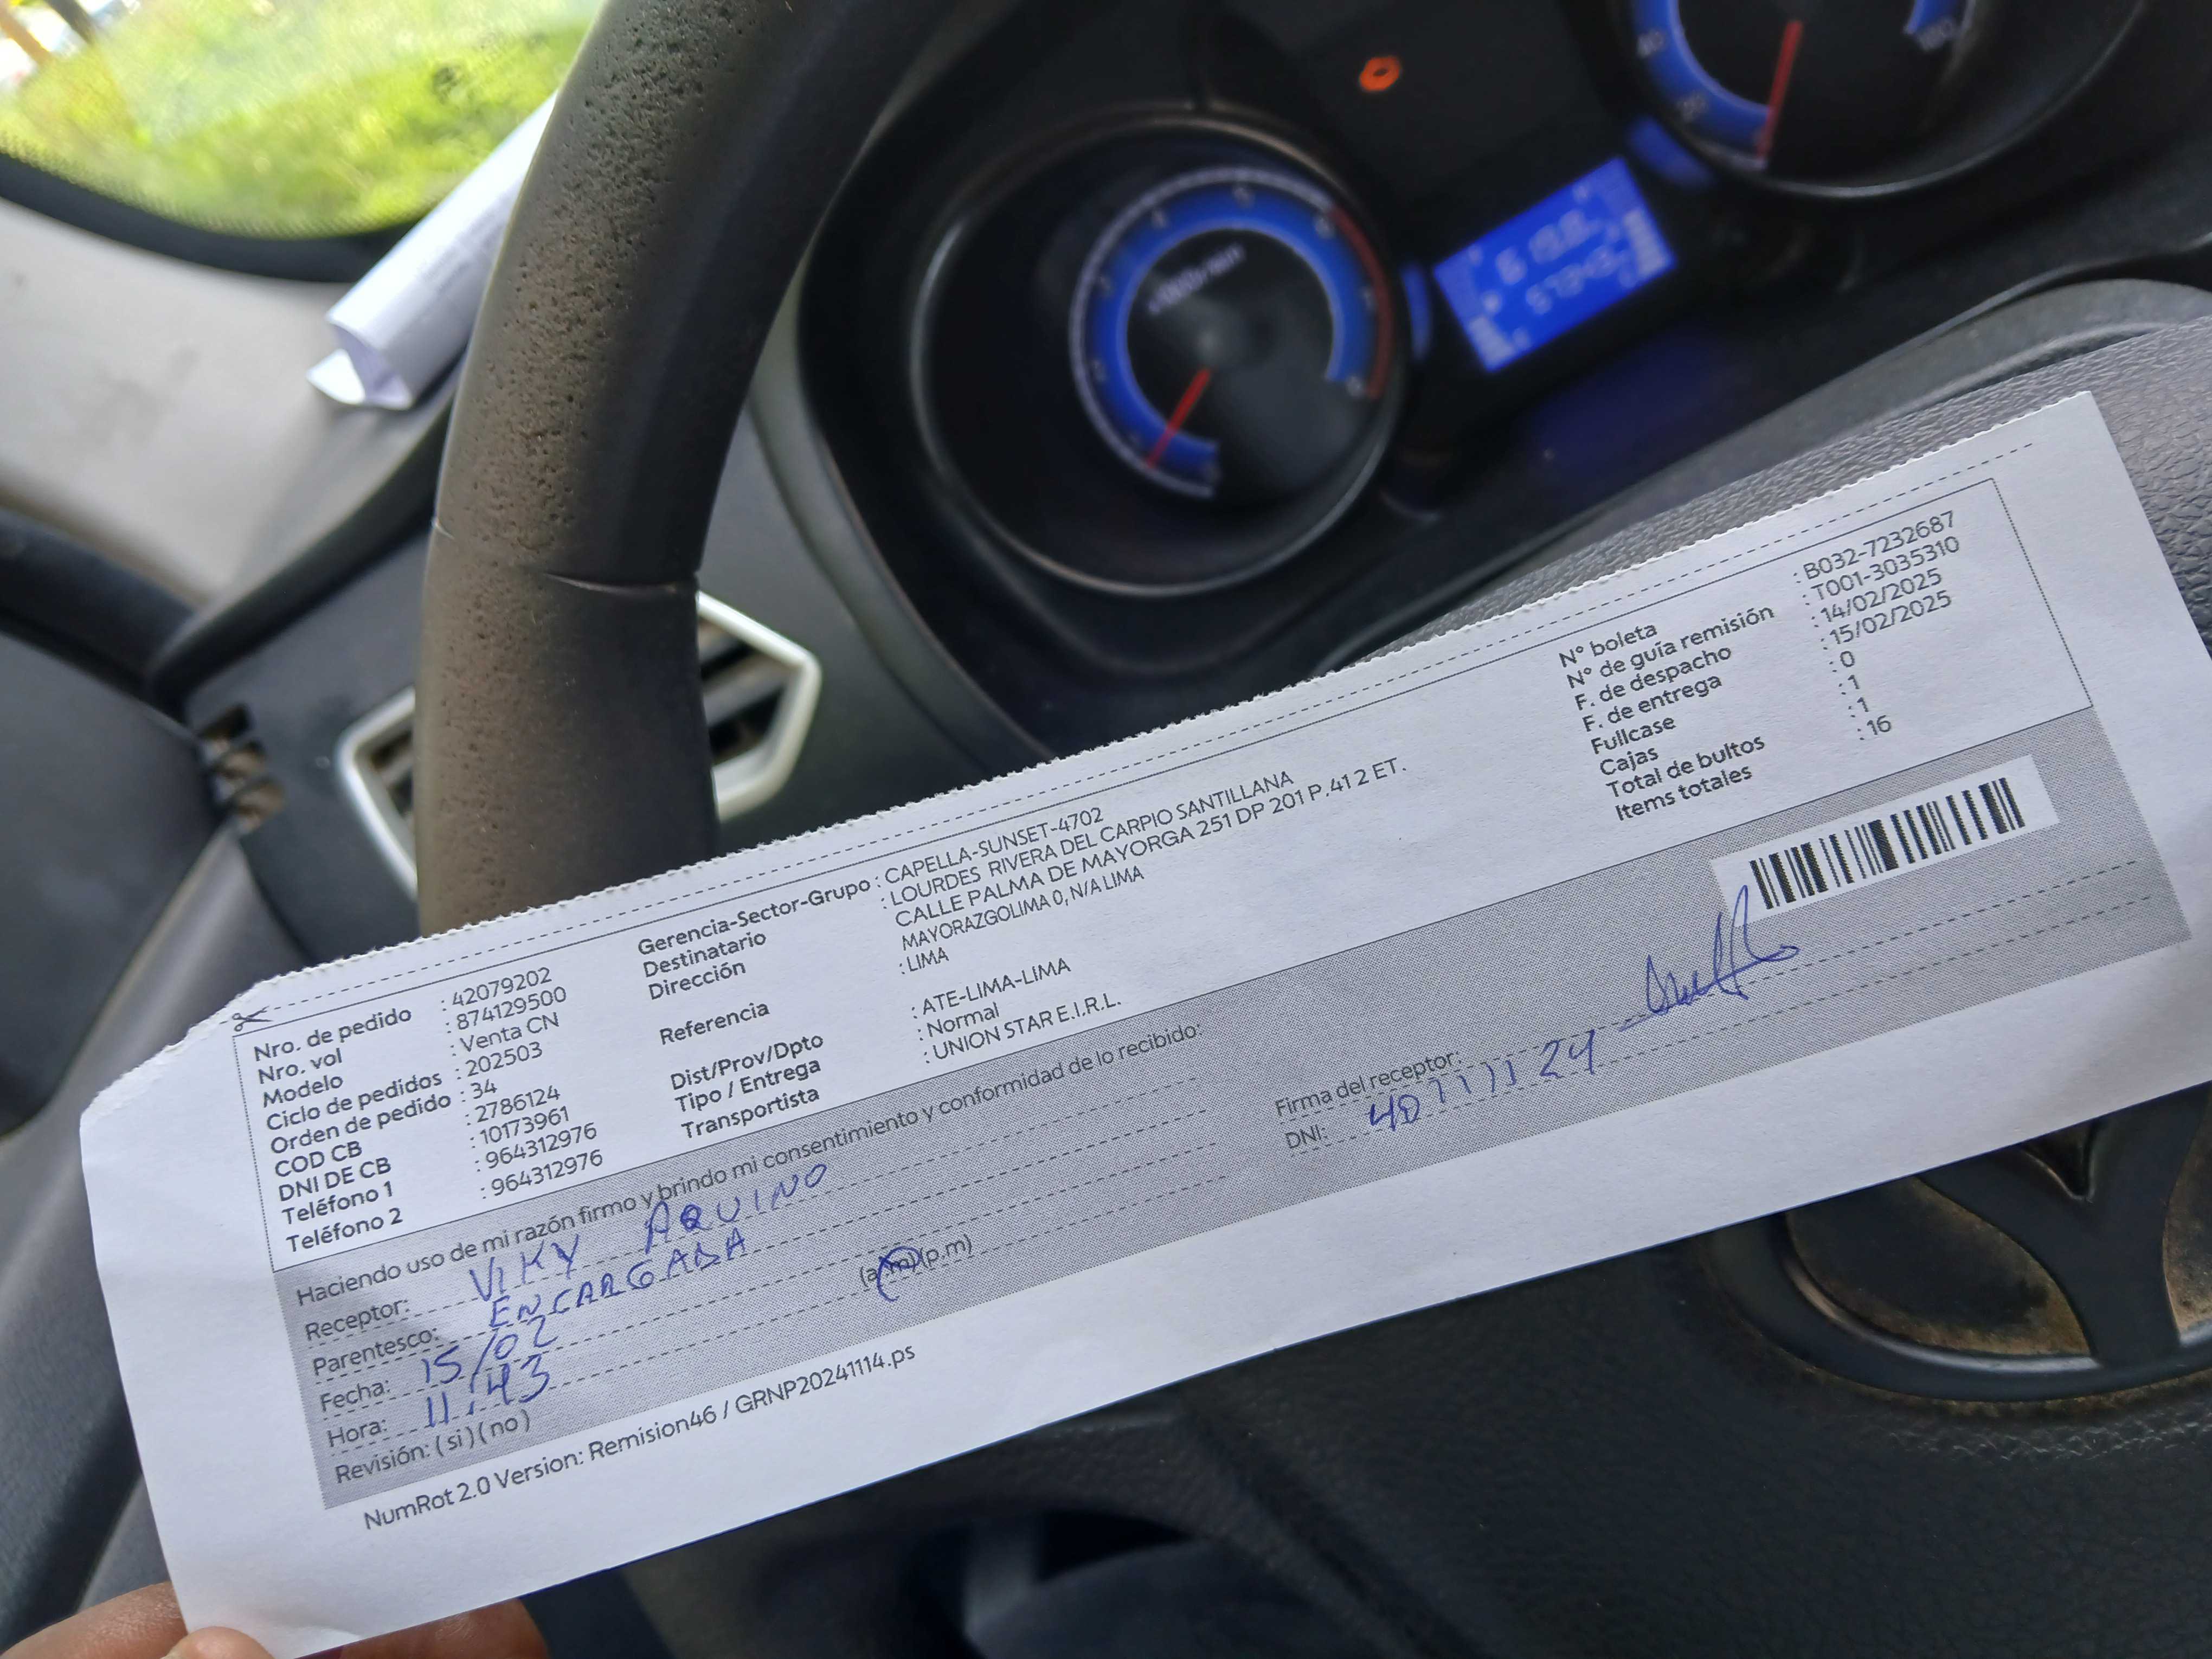 Nro. de pedido : 42079202
Nro. vol : 874129500
Modelo : Venta CN
Ciclo de pedidos : 202503
Orden de pedido : 34
COD CB : 2786124
DNI DE CB : 10173961
Teléfono 1 : 964312976
Teléfono 2 : 964312976
Gerencia-Sector-Grupo : CAPELLA-SUNSET-4702
Destinatario : LOURDES RIVERA DEL CARPIO SANTILLANA
Dirección CALLE PALMA DE MAYORGA 251 DP 201 P.41 2 ET.
MAYORAZGOLIMA 0, N/A LIMA
Referencia : LIMA
Dist/Prov/Dpto : ATE-LIMA-LIMA
Tipo / Entrega : Normal
Transportista : UNION STAR E.I.R.L.
N° boleta : B032-7232687
N° de guía remisión : T001-3035310
F. de despacho : 14/02/2025
F. de entrega : 15/02/2025
Fullcase : 0
Cajas : 1
Total de bultos : 1
Items totales : 16
Haciendo uso de mi razón firmo y brindo mi consentimiento y conformidad de lo recibido:
Receptor: VIKY AQUINO
Parentesco: ENCARGADA
Fecha: 15/02
Hora: 11:43 (a.m)(p.m)
Revisión: (si)(no)
Firma del receptor:
DNI:
NumRot 2.0 Version: Remision46 / GRNP20241114.ps